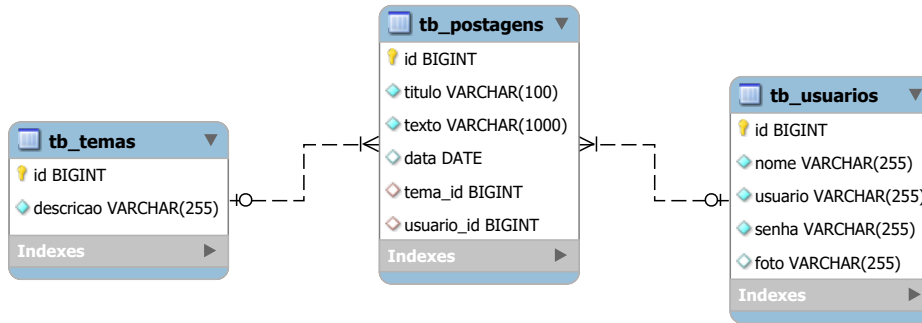 tb_temas
id BIGINT
descricao VARCHAR(255)
Indexes
tb_postagens
id BIGINT
titulo VARCHAR(100)
texto VARCHAR(1000)
data DATE
tema_id BIGINT
usuario_id BIGINT
Indexes
tb_usuarios
id BIGINT
nome VARCHAR(255)
usuario VARCHAR(255)
senha VARCHAR(255)
foto VARCHAR(255)
Indexes